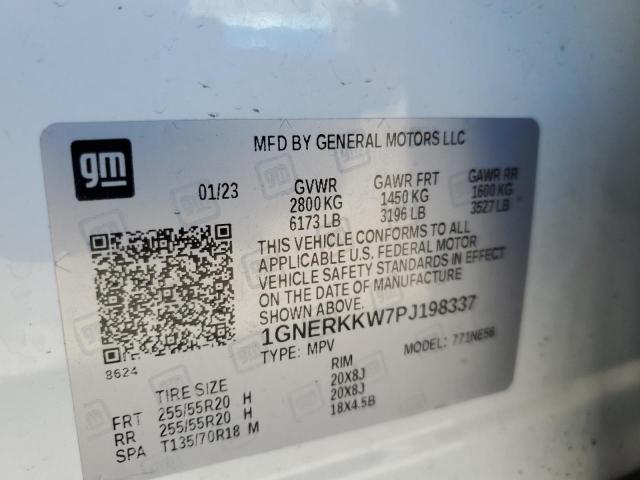 gm
MFD BY GENERAL MOTORS LLC
01/23 GVWR GAWR FRT GAWR RR
2800 KG 1450 KG 1600 KG
6173 LB 3196 LB 3527 LB
THIS VEHICLE CONFORMS TO ALL
APPLICABLE U.S. FEDERAL MOTOR
VEHICLE SAFETY STANDARDS IN EFFECT
ON THE DATE OF MANUFACTURE
SHOWN ABOVE.
1GNERKKW7PJ198337
TYPE: MPV MODEL: 771NE56
8624
TIRE SIZE RIM
FRT 255/55R20 H 20X8J
RR 255/55R20 H 20X8J
SPA T135/70R18 M 18X4.5B